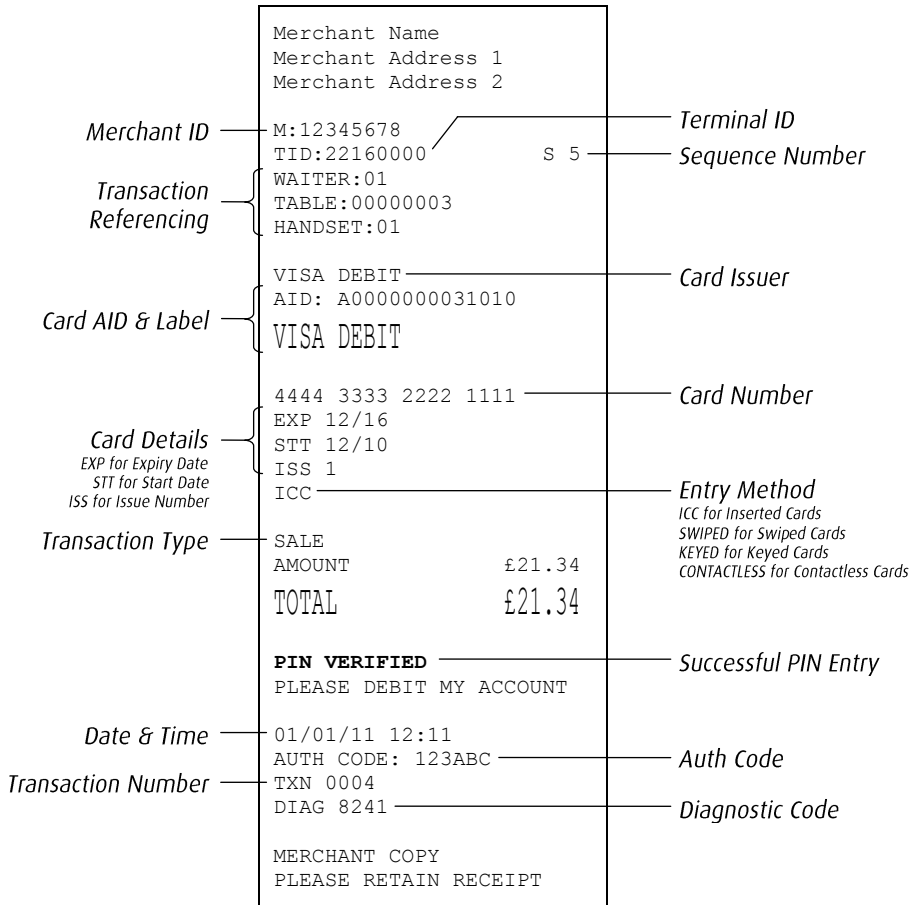 Merchant Name
Merchant Address 1
Merchant Address 2
Merchant ID
M:12345678
Terminal ID
TID:22160000 S 5
Sequence Number
Transaction
Referencing
WAITER:01
TABLE:00000003
HANDSET:01
VISA DEBIT
Card Issuer
Card AID & Label
AID: A0000000031010
VISA DEBIT
4444 3333 2222 1111
Card Number
Card Details
EXP for Expiry Date
STT for Start Date
ISS for Issue Number
EXP 12/16
STT 12/10
ISS 1
ICC
Entry Method
ICC for Inserted Cards
SWIPED for Swiped Cards
KEYED for Keyed Cards
CONTACTLESS for Contactless Cards
Transaction Type
SALE
AMOUNT £21.34
TOTAL £21.34
PIN VERIFIED
Successful PIN Entry
PLEASE DEBIT MY ACCOUNT
Date & Time
01/01/11 12:11
AUTH CODE: 123ABC
Auth Code
Transaction Number
TXN 0004
DIAG 8241
Diagnostic Code
MERCHANT COPY
PLEASE RETAIN RECEIPT